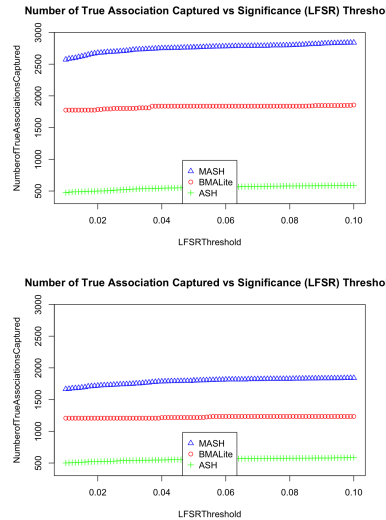 Number of True Association Captured vs Significance (LFSR) Thresho
NumberofTrueAssociationsCaptured
3000
2500
2000
1500
1000
500
MASH
BMALite
ASH
0.02 0.04 0.06 0.08 0.10
LFSRThreshold
Number of True Association Captured vs Significance (LFSR) Thresho
NumberofTrueAssociationsCaptured
3000
2500
2000
1500
1000
500
MASH
BMALite
ASH
0.02 0.04 0.06 0.08 0.10
LFSRThreshold